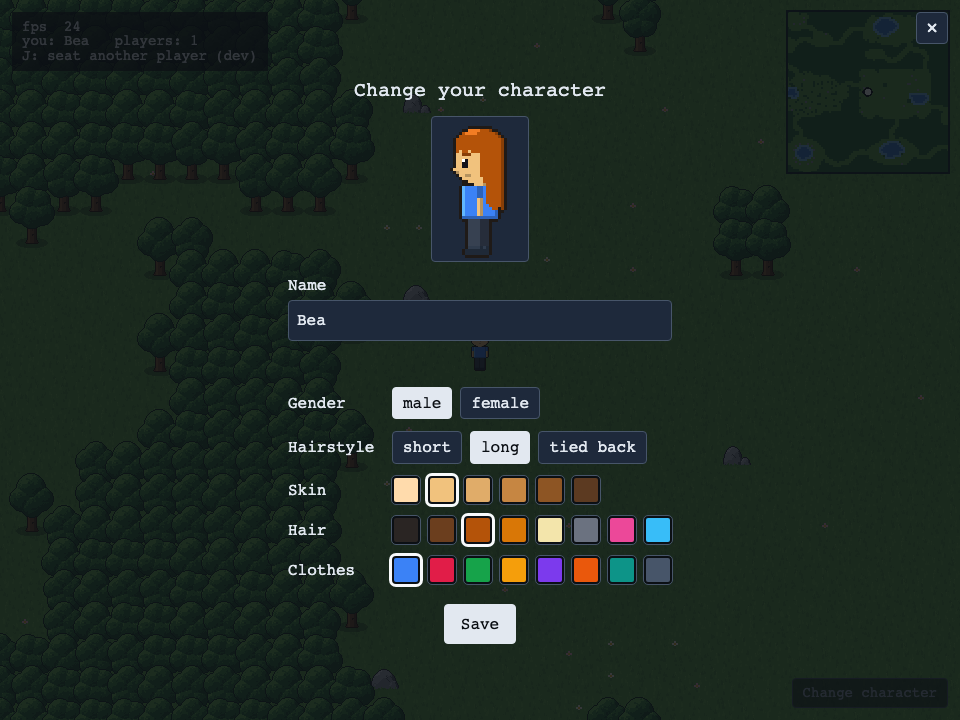 fps 24
you: Bea players: 1
J: seat another player (dev)
×
Change your character
Name
Bea
Gender male female
Hairstyle short long tied back
Skin
Hair
Clothes
Save
Change character